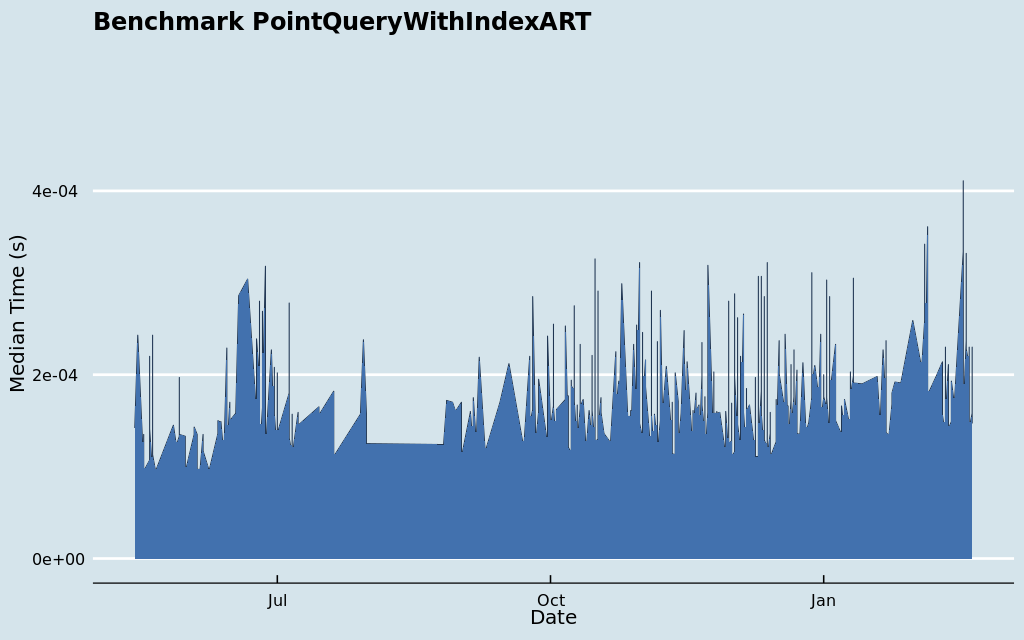 Benchmark PointQueryWithIndexART
Median Time (s)
4e-04
2e-04
0e+00
Jul
Oct
Jan
Date